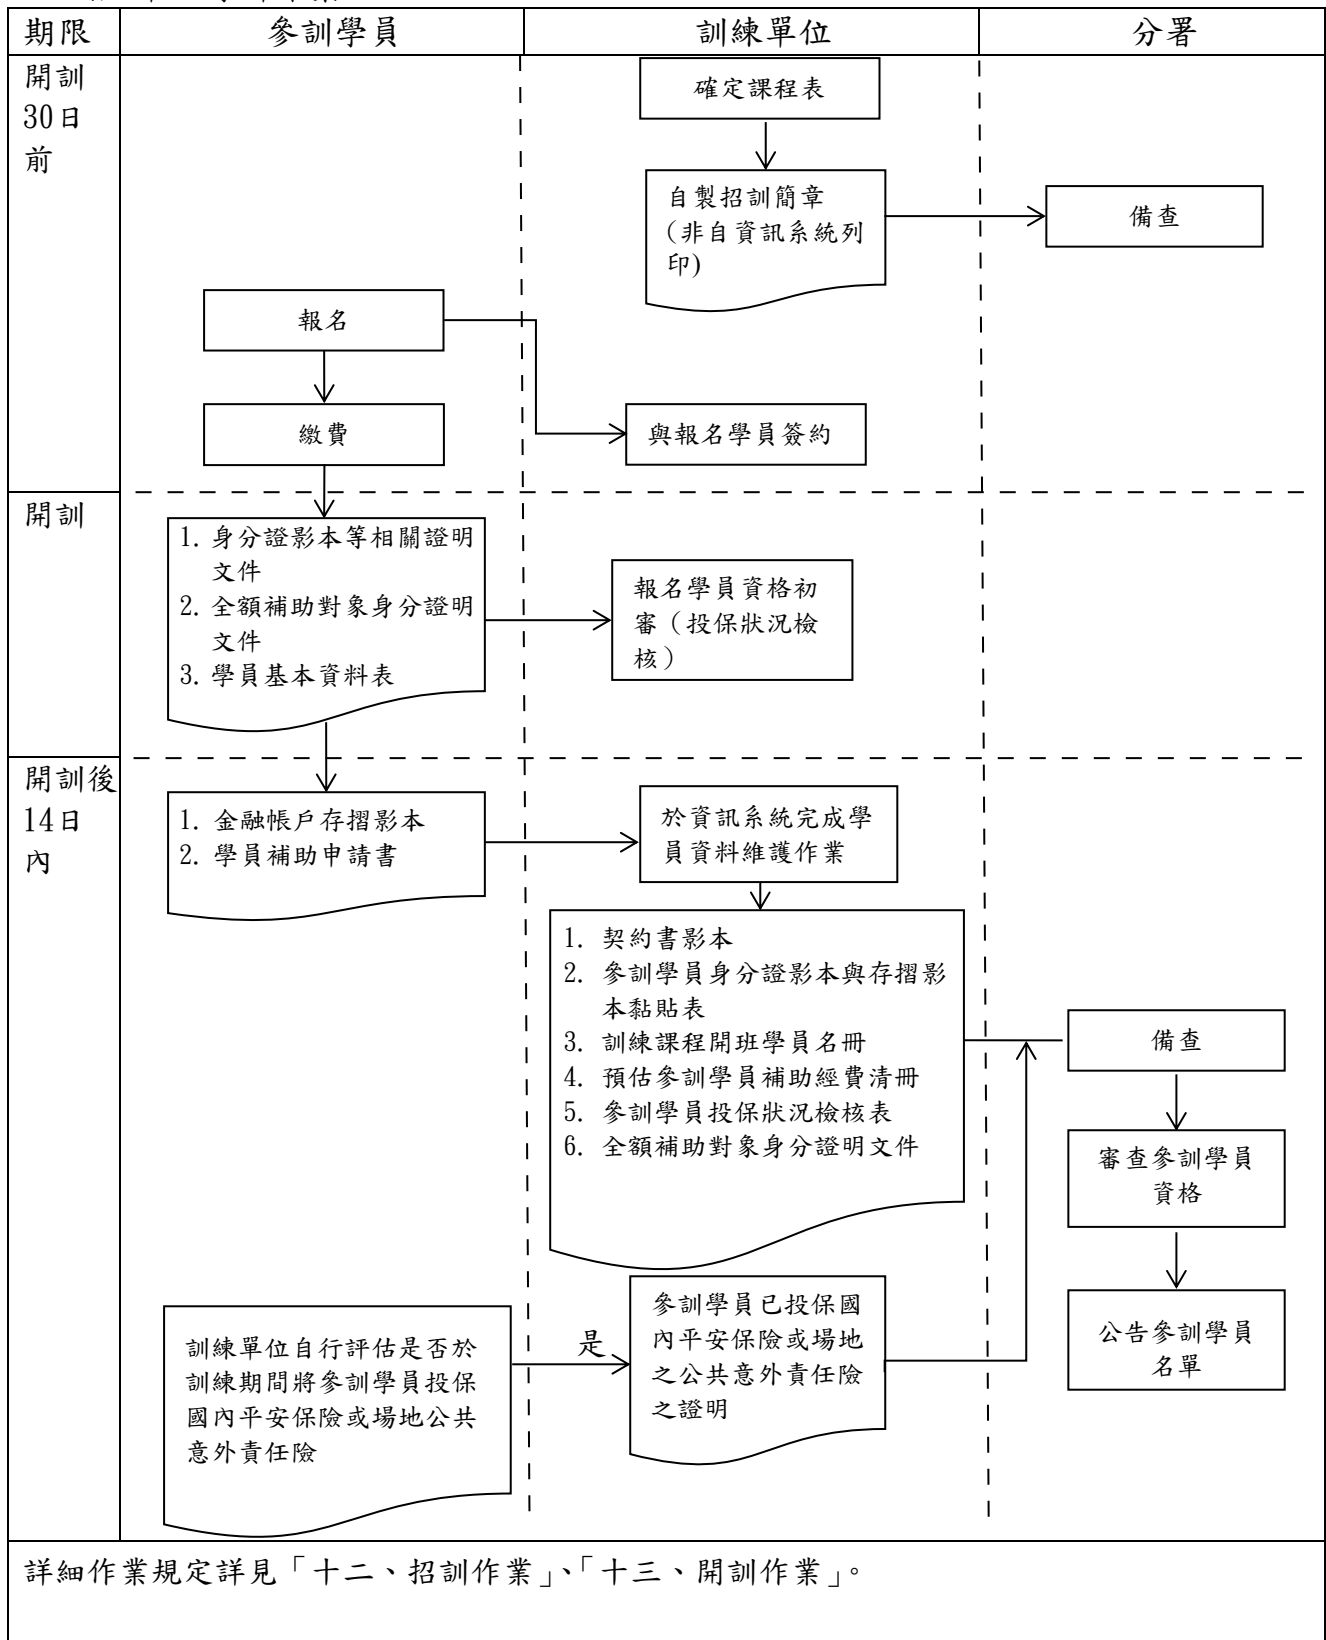 期限
參訓學員
訓練單位
分署
開訓
30日
前
確定課程表
自製招訓簡章
(非自資訊系統列
印)
備查
報名
繳費
與報名學員簽約
開訓
1. 身分證影本等相關證明
文件
2. 全額補助對象身分證明
文件
3. 學員基本資料表
報名學員資格初
審（投保狀況檢
核）
開訓後
14日
內
1. 金融帳戶存摺影本
2. 學員補助申請書
於資訊系統完成學
員資料維護作業
1. 契約書影本
2. 參訓學員身分證影本與存摺影
本黏貼表
3. 訓練課程開班學員名冊
4. 預估參訓學員補助經費清冊
5. 參訓學員投保狀況檢核表
6. 全額補助對象身分證明文件
備查
審查參訓學員
資格
公告參訓學員
名單
訓練單位自行評估是否於
訓練期間將參訓學員投保
國內平安保險或場地公共
意外責任險
是
參訓學員已投保國
內平安保險或場地
之公共意外責任險
之證明
詳細作業規定詳見「十二、招訓作業」、「十三、開訓作業」。